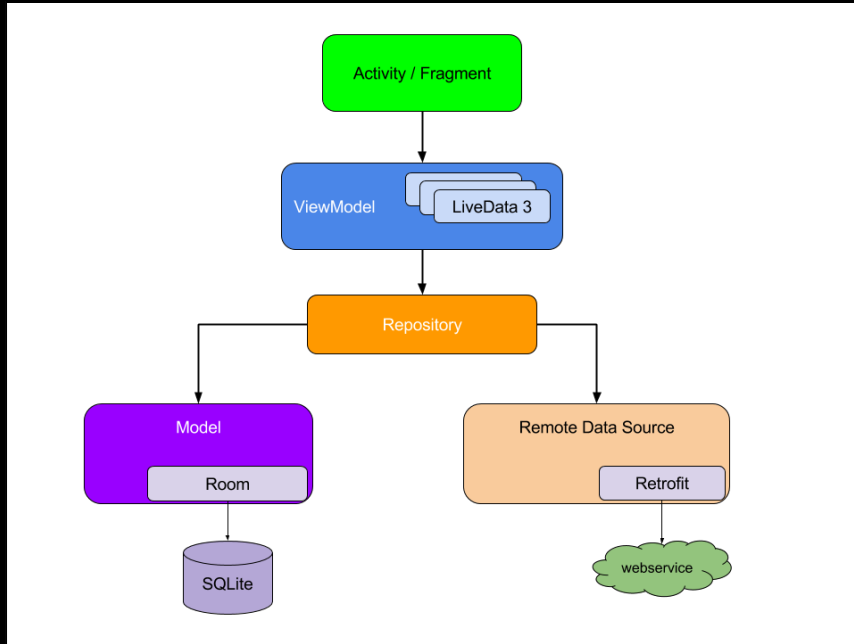 Activity / Fragment
ViewModel
LiveData 3
Repository
Model
Remote Data Source
Room
Retrofit
SQLite
webservice